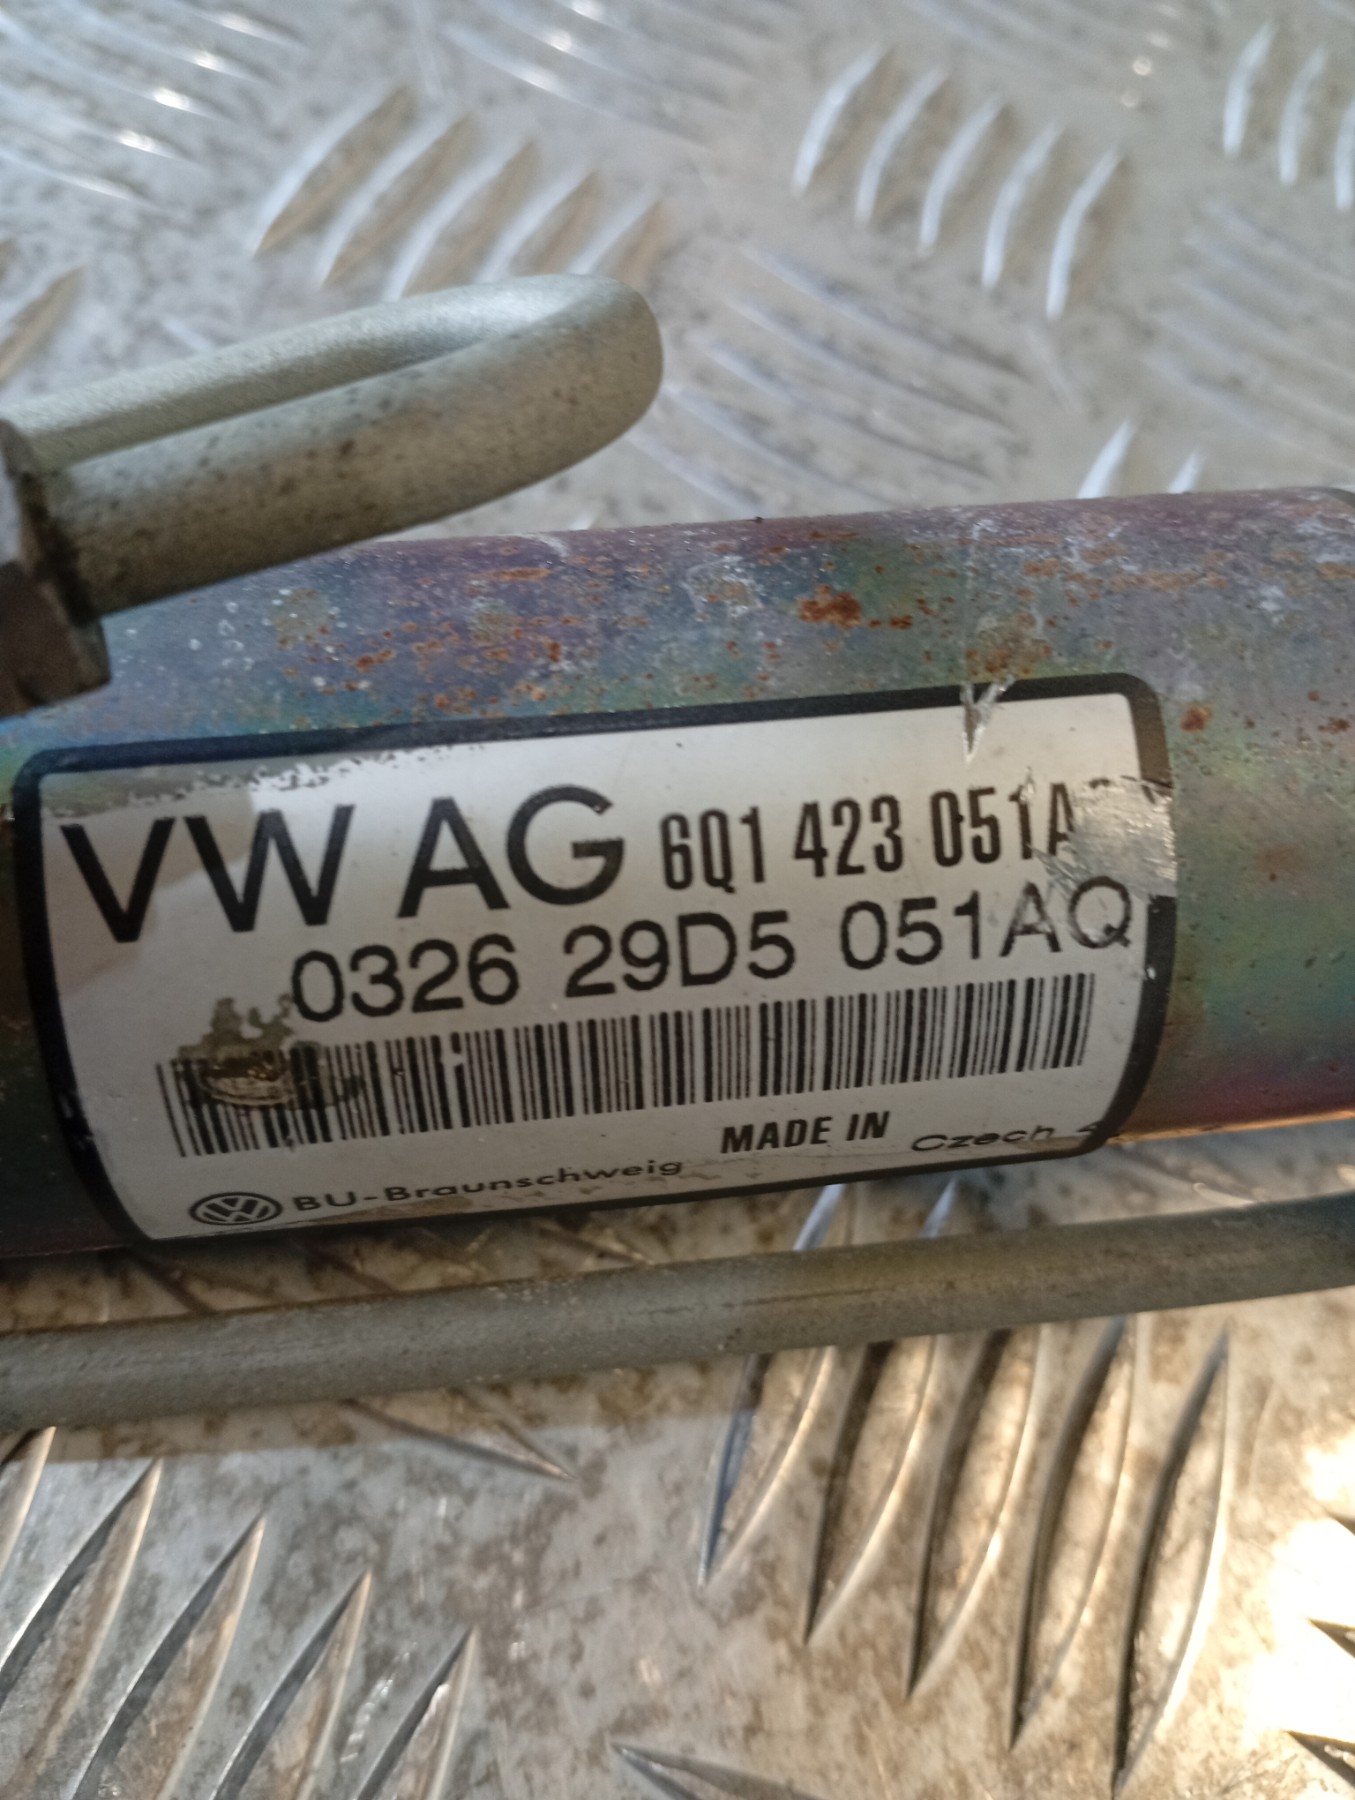 VW AG 6Q1 423 051A
0326 29D5 051AQ
MADE IN Czech
BU-Braunschweig